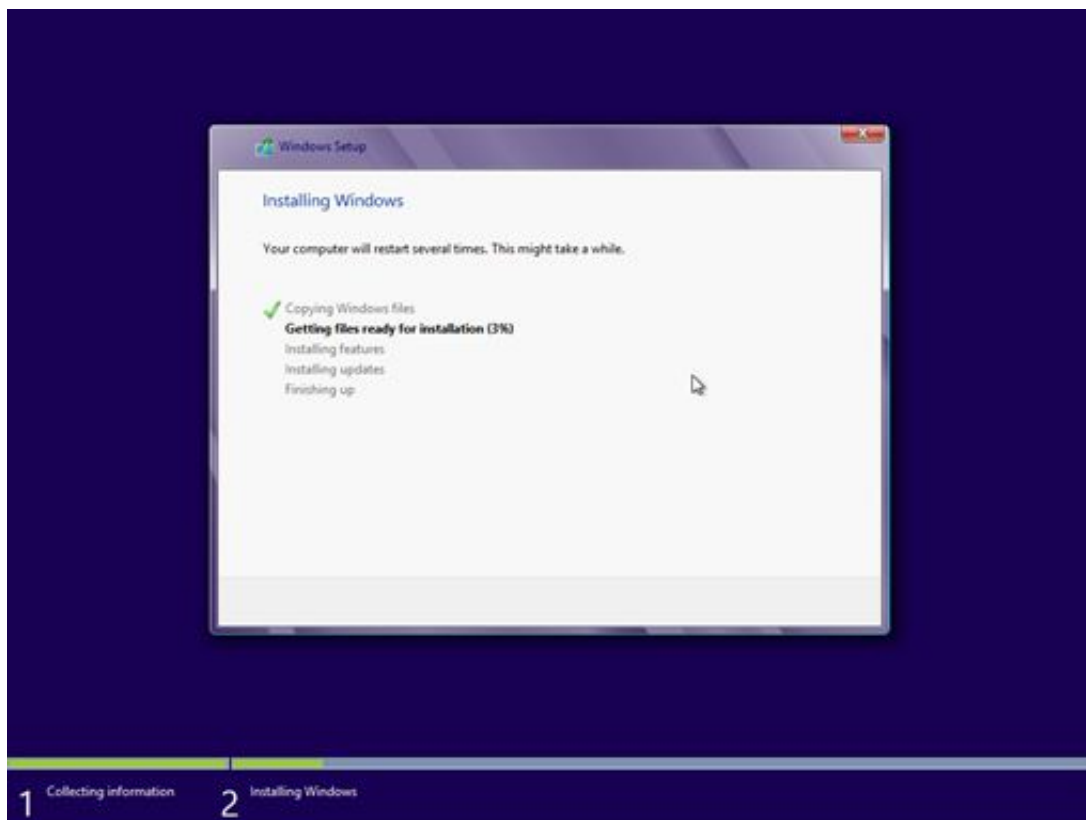 Windows Setup
Installing Windows
Your computer will restart several times. This might take a while.
Copying Windows files
Getting files ready for installation (3%)
Installing features
Installing updates
Finishing up
1 Collecting information 2 Installing Windows